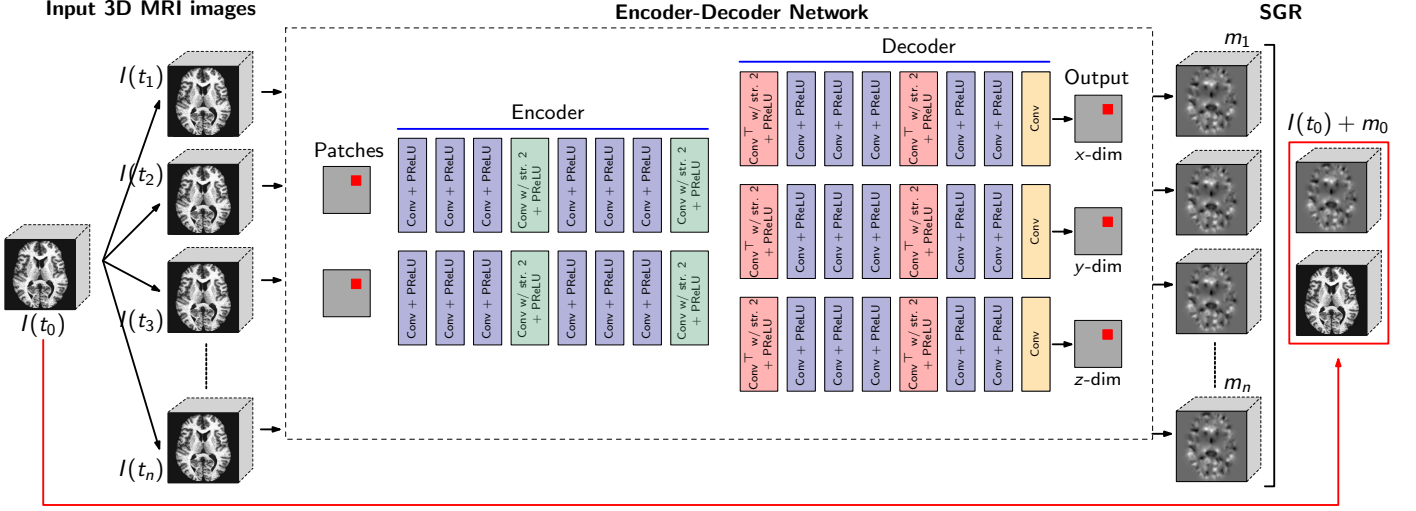 Input 3D MRI images
Encoder-Decoder Network
SGR
I(t₁)
I(t₂)
I(t₀)
I(t₃)
I(tₙ)
Patches
Encoder
Conv + PReLU
Conv + PReLU
Conv + PReLU
Conv w/ str. 2
+ PReLU
Conv + PReLU
Conv + PReLU
Conv + PReLU
Conv w/ str. 2
+ PReLU
Conv + PReLU
Conv + PReLU
Conv + PReLU
Conv w/ str. 2
+ PReLU
Conv + PReLU
Conv + PReLU
Conv + PReLU
Conv w/ str. 2
+ PReLU
Decoder
Conv⊤ w/ str. 2
+ PReLU
Conv + PReLU
Conv + PReLU
Conv + PReLU
Conv⊤ w/ str. 2
+ PReLU
Conv + PReLU
Conv + PReLU
Conv
Output
x-dim
Conv⊤ w/ str. 2
+ PReLU
Conv + PReLU
Conv + PReLU
Conv + PReLU
Conv⊤ w/ str. 2
+ PReLU
Conv + PReLU
Conv + PReLU
Conv
y-dim
Conv⊤ w/ str. 2
+ PReLU
Conv + PReLU
Conv + PReLU
Conv + PReLU
Conv⊤ w/ str. 2
+ PReLU
Conv + PReLU
Conv + PReLU
Conv
z-dim
m₁
mₙ
I(t₀) + m₀